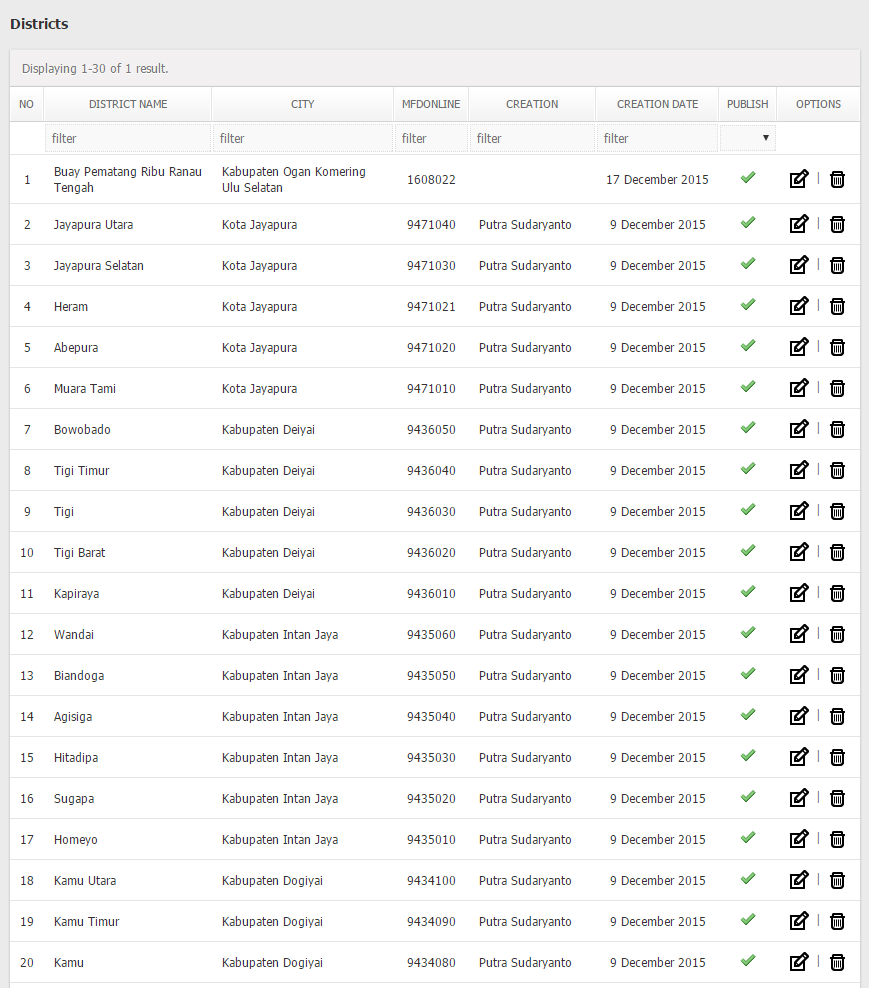 Districts
Displaying 1-30 of 1 result.
NO DISTRICT NAME CITY MFDONLINE CREATION CREATION DATE PUBLISH OPTIONS
filter filter filter filter filter
1 Buay Pematang Ribu Ranau Tengah Kabupaten Ogan Komering Ulu Selatan 1608022 17 December 2015 |
2 Jayapura Utara Kota Jayapura 9471040 Putra Sudaryanto 9 December 2015 |
3 Jayapura Selatan Kota Jayapura 9471030 Putra Sudaryanto 9 December 2015 |
4 Heram Kota Jayapura 9471021 Putra Sudaryanto 9 December 2015 |
5 Abepura Kota Jayapura 9471020 Putra Sudaryanto 9 December 2015 |
6 Muara Tami Kota Jayapura 9471010 Putra Sudaryanto 9 December 2015 |
7 Bowobado Kabupaten Deiyai 9436050 Putra Sudaryanto 9 December 2015 |
8 Tigi Timur Kabupaten Deiyai 9436040 Putra Sudaryanto 9 December 2015 |
9 Tigi Kabupaten Deiyai 9436030 Putra Sudaryanto 9 December 2015 |
10 Tigi Barat Kabupaten Deiyai 9436020 Putra Sudaryanto 9 December 2015 |
11 Kapiraya Kabupaten Deiyai 9436010 Putra Sudaryanto 9 December 2015 |
12 Wandai Kabupaten Intan Jaya 9435060 Putra Sudaryanto 9 December 2015 |
13 Biandoga Kabupaten Intan Jaya 9435050 Putra Sudaryanto 9 December 2015 |
14 Agisiga Kabupaten Intan Jaya 9435040 Putra Sudaryanto 9 December 2015 |
15 Hitadipa Kabupaten Intan Jaya 9435030 Putra Sudaryanto 9 December 2015 |
16 Sugapa Kabupaten Intan Jaya 9435020 Putra Sudaryanto 9 December 2015 |
17 Homeyo Kabupaten Intan Jaya 9435010 Putra Sudaryanto 9 December 2015 |
18 Kamu Utara Kabupaten Dogiyai 9434100 Putra Sudaryanto 9 December 2015 |
19 Kamu Timur Kabupaten Dogiyai 9434090 Putra Sudaryanto 9 December 2015 |
20 Kamu Kabupaten Dogiyai 9434080 Putra Sudaryanto 9 December 2015 |